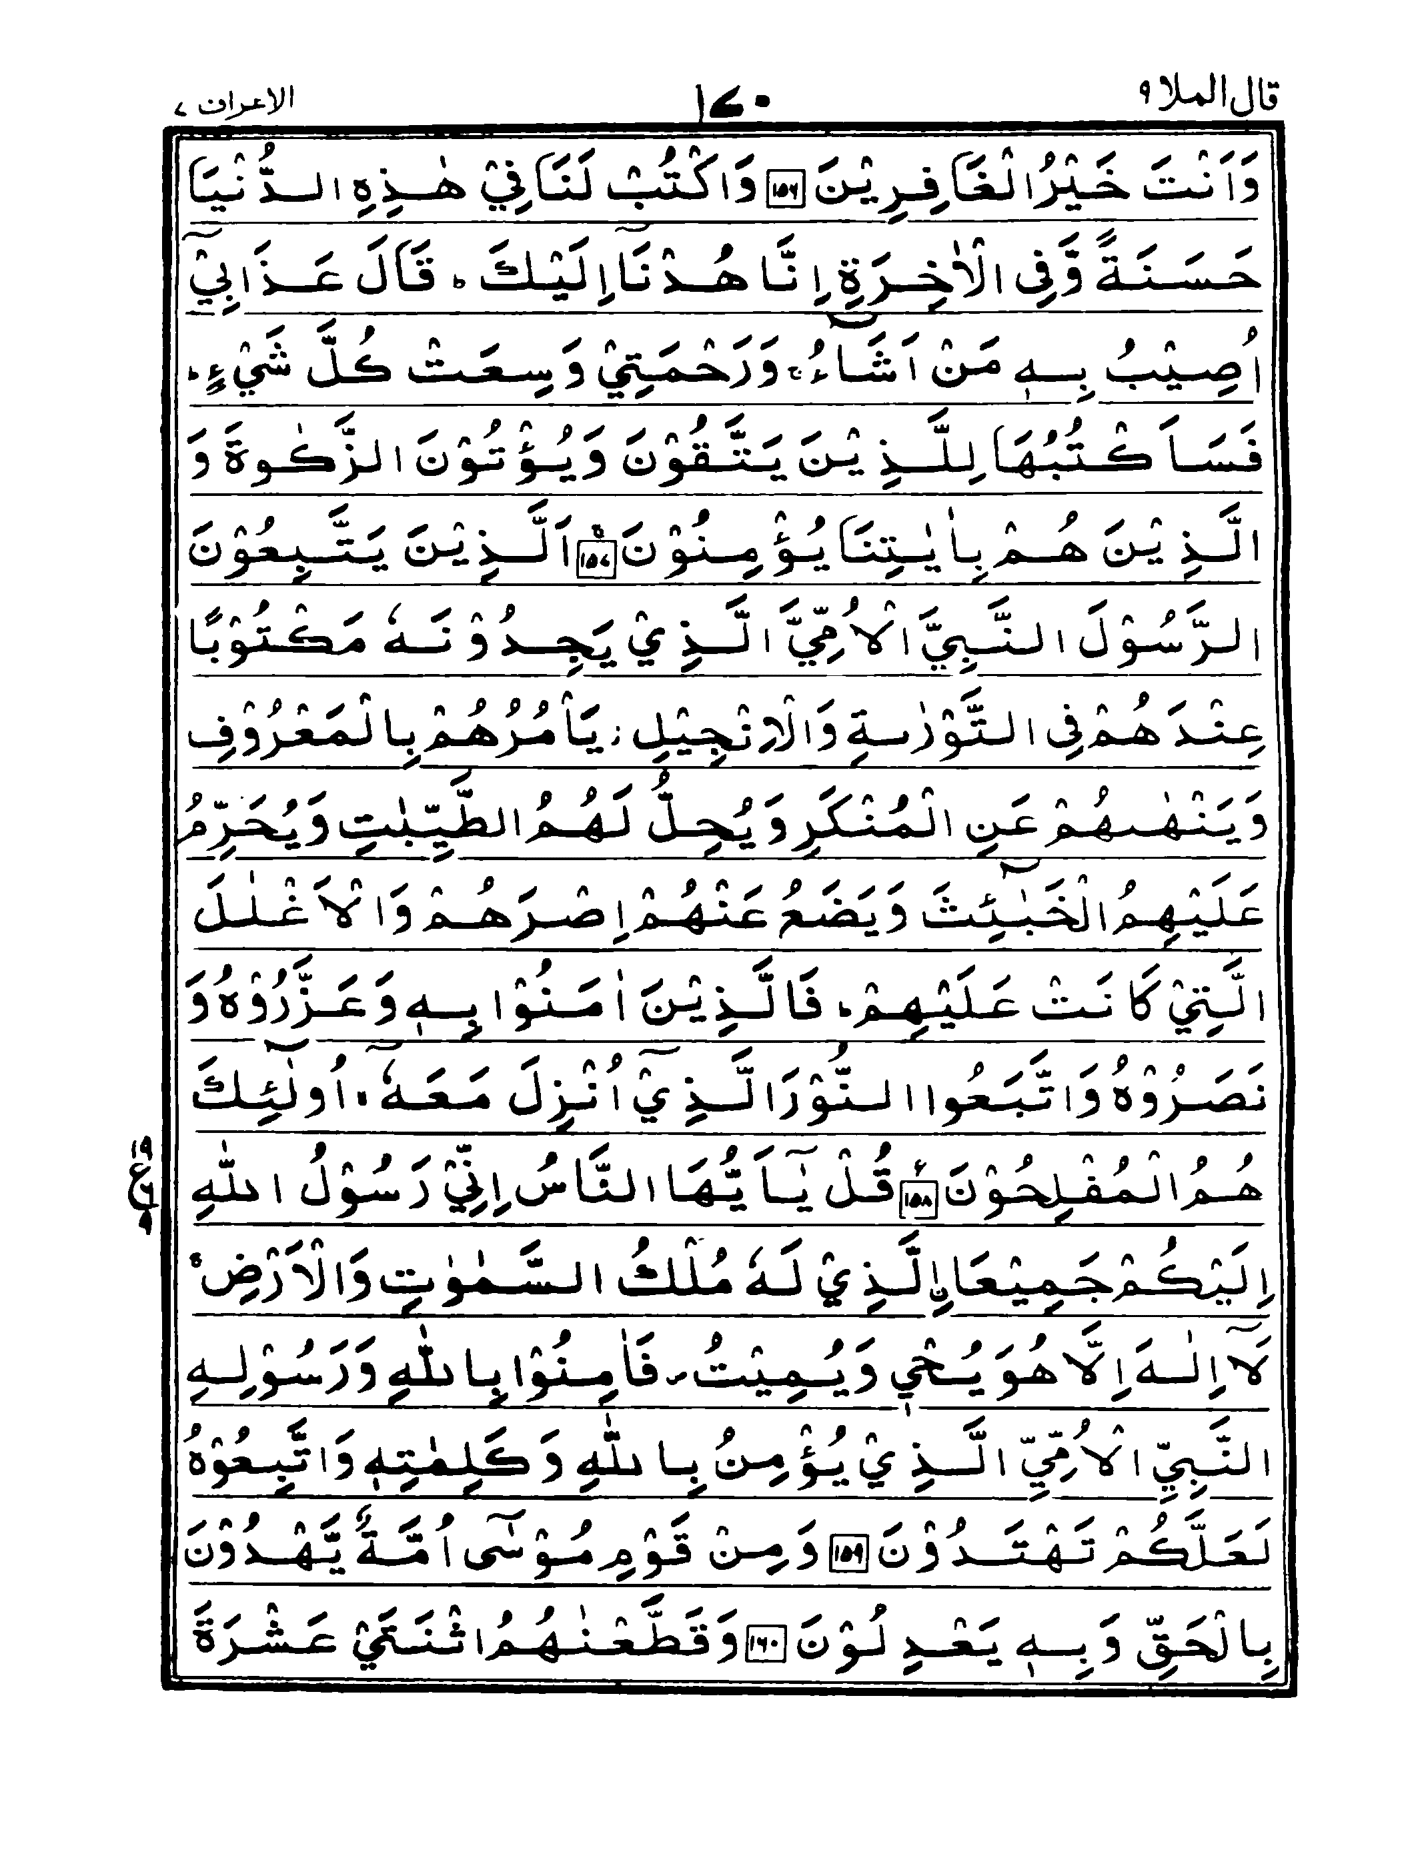 قال الملا ٩
١٧٠
الاعراف ٧
وَاَنْتَ خَيْرُ الْغَافِرِيْنَ ١٥٦ وَاكْتُبْ لَنَا فِيْ هٰذِهِ الدُّنْيَا
حَسَنَةً وَّفِى الْاٰخِرَةِ اِنَّا هُدْنَآ اِلَيْكَ ؕ قَالَ عَذَابِيْٓ
اُصِيْبُ بِهٖ مَنْ اَشَآءُ ۚ وَرَحْمَتِيْ وَسِعَتْ كُلَّ شَيْءٍ ؕ
فَسَاَكْتُبُهَا لِلَّذِيْنَ يَتَّقُوْنَ وَيُؤْتُوْنَ الزَّكٰوةَ وَ
الَّذِيْنَ هُمْ بِاٰيٰتِنَا يُؤْمِنُوْنَ ۚ ١٥٧ اَلَّذِيْنَ يَتَّبِعُوْنَ
الرَّسُوْلَ النَّبِيَّ الْاُمِّيَّ الَّذِيْ يَجِدُوْنَهٗ مَكْتُوْبًا
عِنْدَهُمْ فِى التَّوْرٰىةِ وَالْاِنْجِيْلِ ز يَاْمُرُهُمْ بِالْمَعْرُوْفِ
وَيَنْهٰىهُمْ عَنِ الْمُنْكَرِ وَيُحِلُّ لَهُمُ الطَّيِّبٰتِ وَيُحَرِّمُ
عَلَيْهِمُ الْخَبٰٓئِثَ وَيَضَعُ عَنْهُمْ اِصْرَهُمْ وَالْاَغْلٰلَ
الَّتِيْ كَانَتْ عَلَيْهِمْ ؕ فَالَّذِيْنَ اٰمَنُوْا بِهٖ وَعَزَّرُوْهُ وَ
نَصَرُوْهُ وَاتَّبَعُوا النُّوْرَ الَّذِيْٓ اُنْزِلَ مَعَهٗٓ ۙ اُولٰٓئِكَ
هُمُ الْمُفْلِحُوْنَ ١٥٨ قُلْ يٰٓاَيُّهَا النَّاسُ اِنِّيْ رَسُوْلُ اللّٰهِ
١٩
ع
٦
٩
اِلَيْكُمْ جَمِيْعَا ۨالَّذِيْ لَهٗ مُلْكُ السَّمٰوٰتِ وَالْاَرْضِ ۚ
لَآ اِلٰهَ اِلَّا هُوَ يُحْيٖ وَيُمِيْتُ ۪ فَاٰمِنُوْا بِاللّٰهِ وَرَسُوْلِهِ
النَّبِيِّ الْاُمِّيِّ الَّذِيْ يُؤْمِنُ بِاللّٰهِ وَكَلِمٰتِهٖ وَاتَّبِعُوْهُ
لَعَلَّكُمْ تَهْتَدُوْنَ ١٥٩ وَمِنْ قَوْمِ مُوْسٰٓى اُمَّةٌ يَّهْدُوْنَ
بِالْحَقِّ وَبِهٖ يَعْدِلُوْنَ ١٦٠ وَقَطَّعْنٰهُمُ اثْنَتَيْ عَشْرَةَ